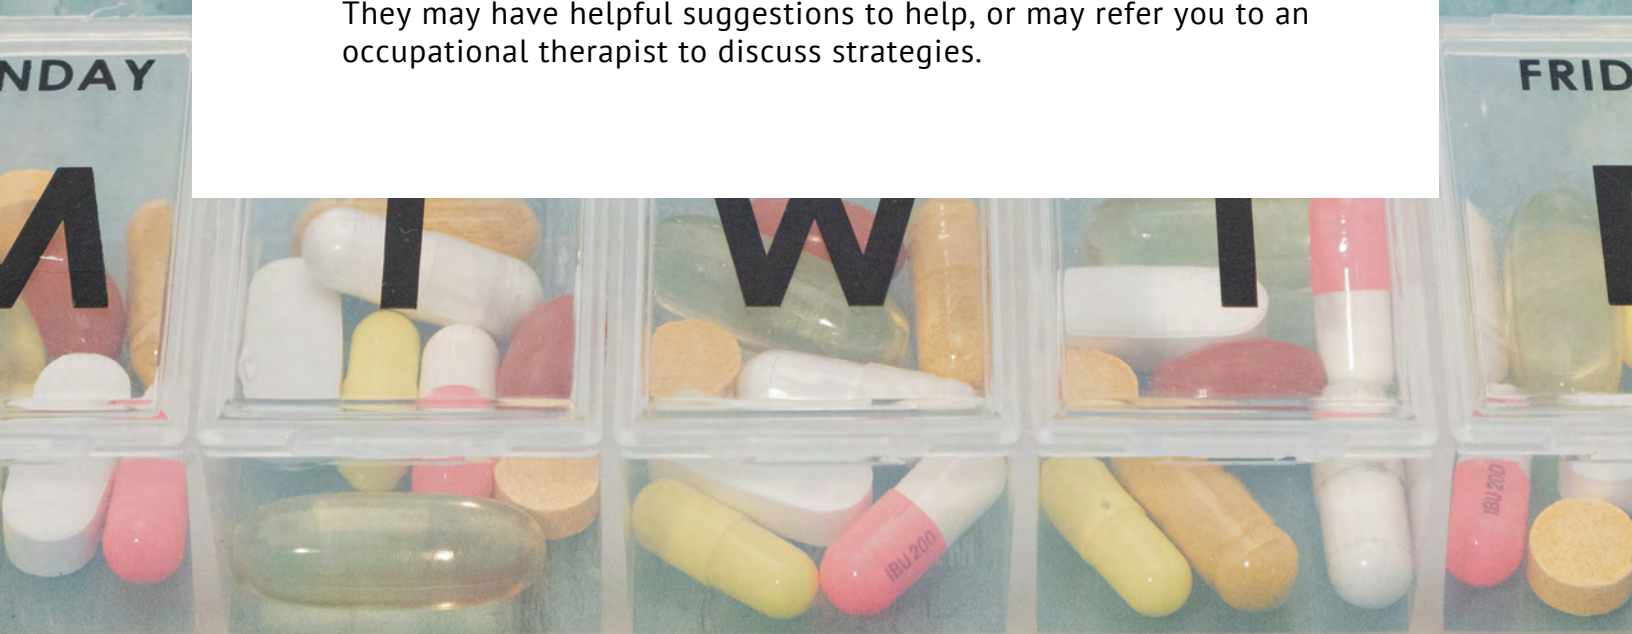 They may have helpful suggestions to help, or may refer you to an
occupational therapist to discuss strategies.
NDAY
FRID
M
T
W
T
IBU 200
IBU 200